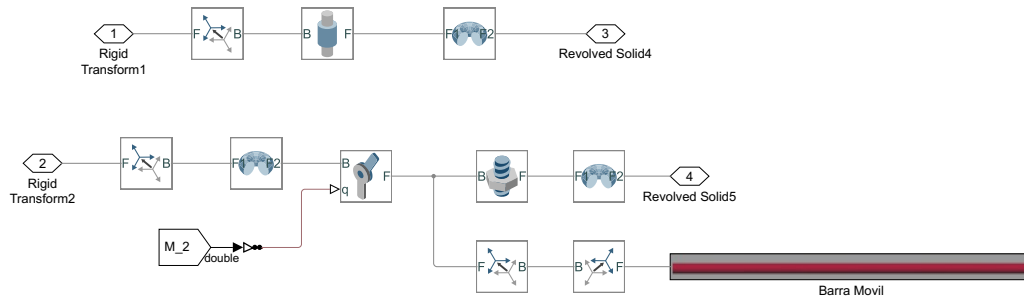 1
Rigid
Transform1
F B
B F
F1 F2
3
Revolved Solid4
2
Rigid
Transform2
F B
F1 F2
B
q
F
B F
F1 F2
4
Revolved Solid5
M_2
double
F B
B F
Barra Movil